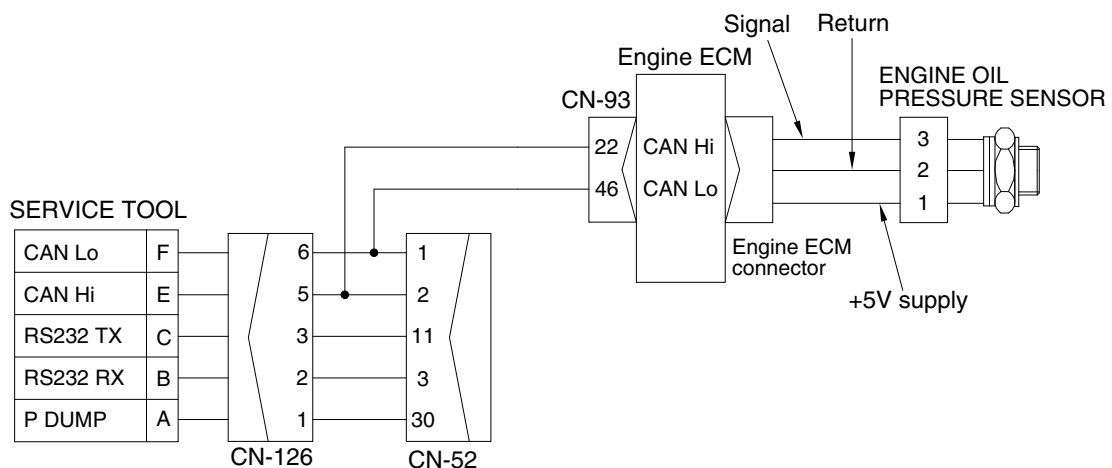 Signal
Return
Engine ECM
ENGINE OIL
PRESSURE SENSOR
CN-93
22
CAN Hi
46
CAN Lo
3
2
1
Engine ECM
connector
+5V supply
SERVICE TOOL
CAN Lo F 6 1
CAN Hi E 5 2
RS232 TX C 3 11
RS232 RX B 2 3
P DUMP A 1 30
CN-126
CN-52